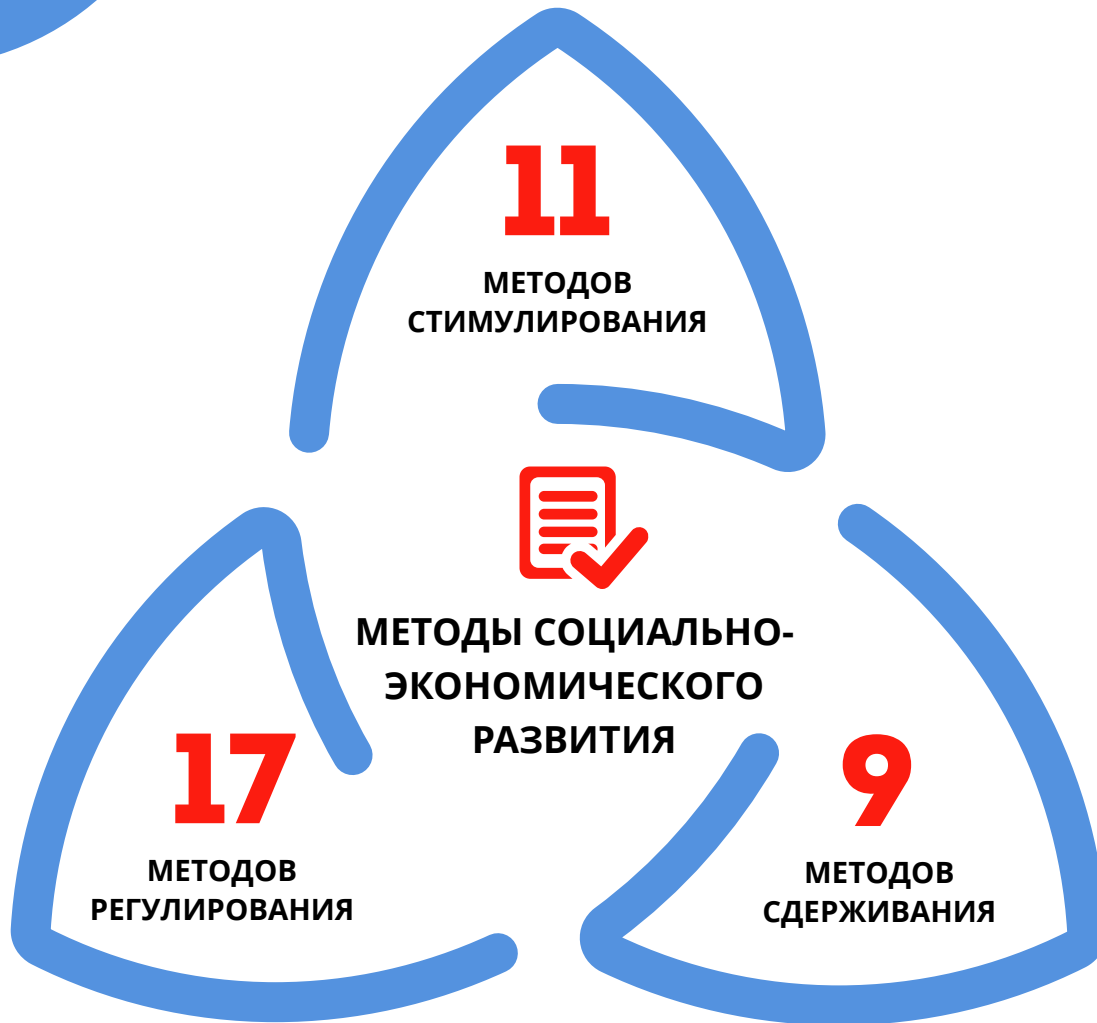 11
МЕТОДОВ
СТИМУЛИРОВАНИЯ
МЕТОДЫ СОЦИАЛЬНО-
ЭКОНОМИЧЕСКОГО
РАЗВИТИЯ
17
МЕТОДОВ
РЕГУЛИРОВАНИЯ
9
МЕТОДОВ
СДЕРЖИВАНИЯ